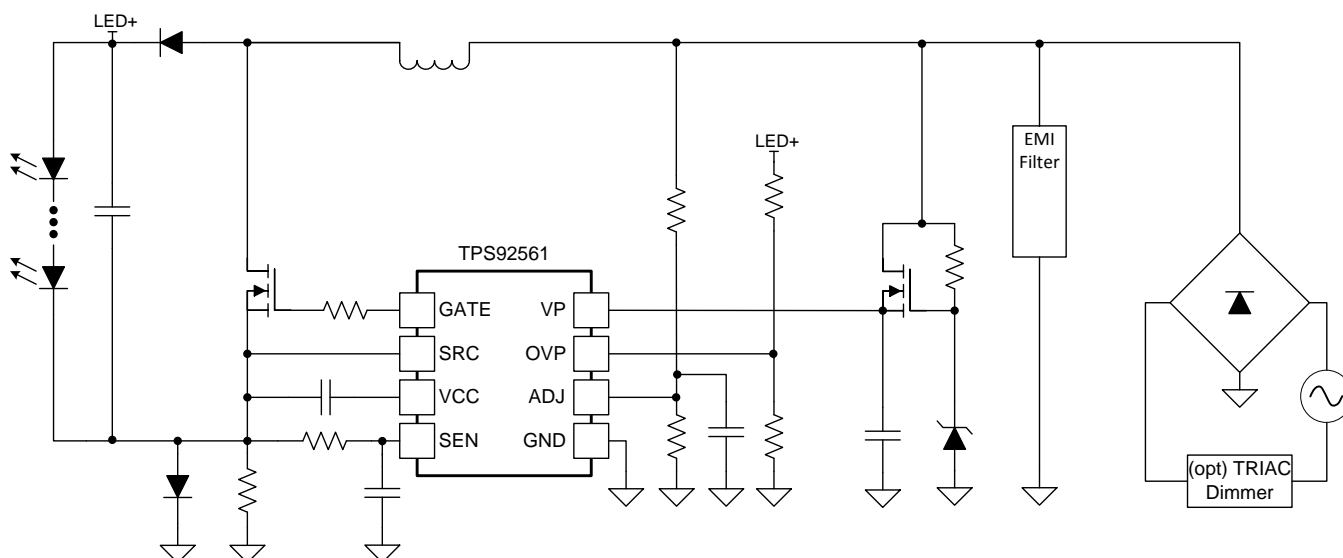 LED+
LED+
EMI
Filter
TPS92561
GATE
VP
SRC
OVP
VCC
ADJ
SEN
GND
(opt) TRIAC
Dimmer